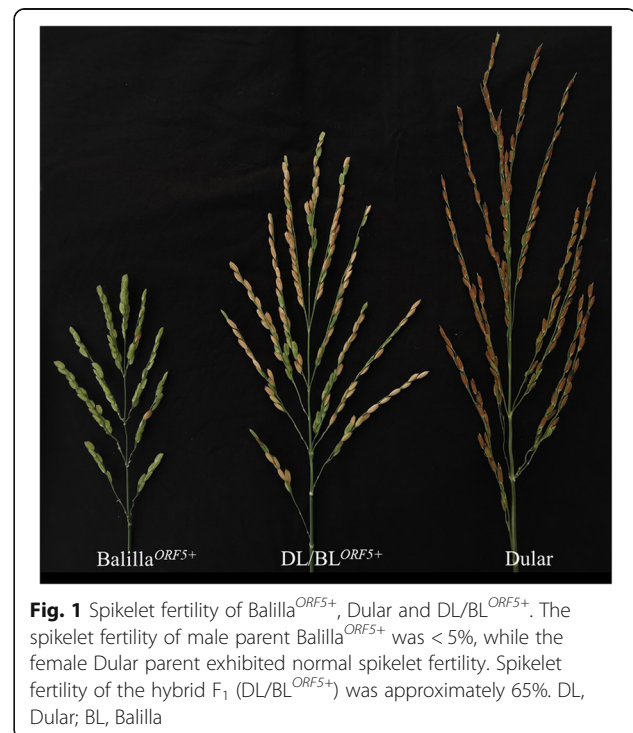 Balilla^ORF5+ DL/BL^ORF5+ Dular
Fig. 1 Spikelet fertility of Balilla^ORF5+, Dular and DL/BL^ORF5+. The
spikelet fertility of male parent Balilla^ORF5+ was < 5%, while the
female Dular parent exhibited normal spikelet fertility. Spikelet
fertility of the hybrid F₁ (DL/BL^ORF5+) was approximately 65%. DL,
Dular; BL, Balilla